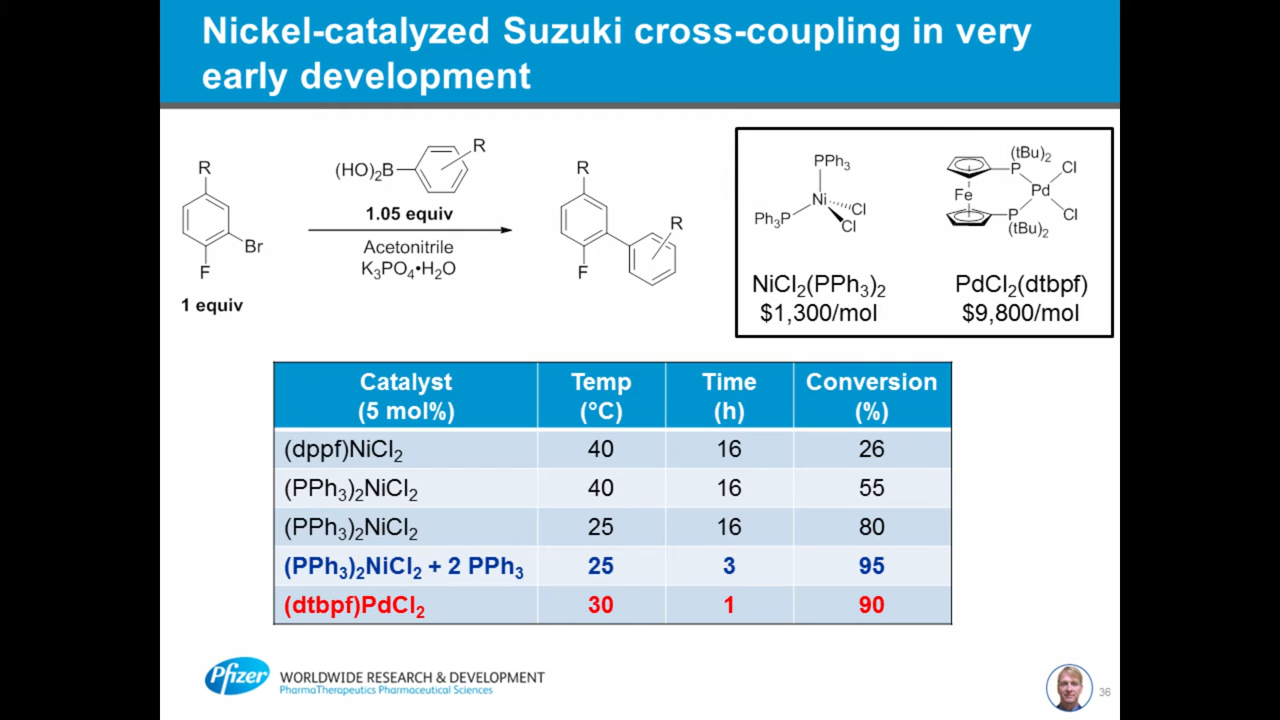 Nickel-catalyzed Suzuki cross-coupling in very
early development
R
Br
F
1 equiv
(HO)₂B
R
1.05 equiv
Acetonitrile
K₃PO₄•H₂O
R
R
F
PPh₃
Ni
Ph₃P
Cl
Cl
NiCl₂(PPh₃)₂
$1,300/mol
(tBu)₂
P
Cl
Fe
Pd
P
Cl
(tBu)₂
PdCl₂(dtbpf)
$9,800/mol
Catalyst Temp Time Conversion
(5 mol%) (°C) (h) (%)
(dppf)NiCl₂ 40 16 26
(PPh₃)₂NiCl₂ 40 16 55
(PPh₃)₂NiCl₂ 25 16 80
(PPh₃)₂NiCl₂ + 2 PPh₃ 25 3 95
(dtbpf)PdCl₂ 30 1 90
Pfizer
WORLDWIDE RESEARCH & DEVELOPMENT
PharmaTherapeutics Pharmaceutical Sciences
36